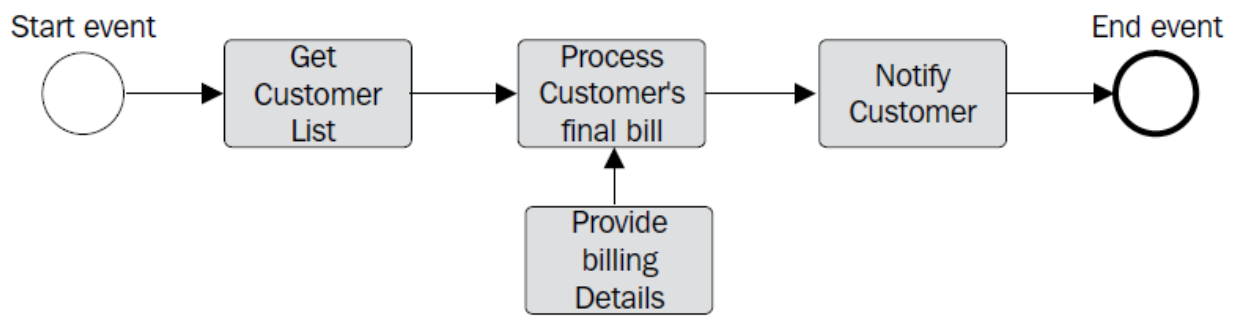 Start event
End event
Get
Customer
List
Process
Customer's
final bill
Notify
Customer
Provide
billing
Details